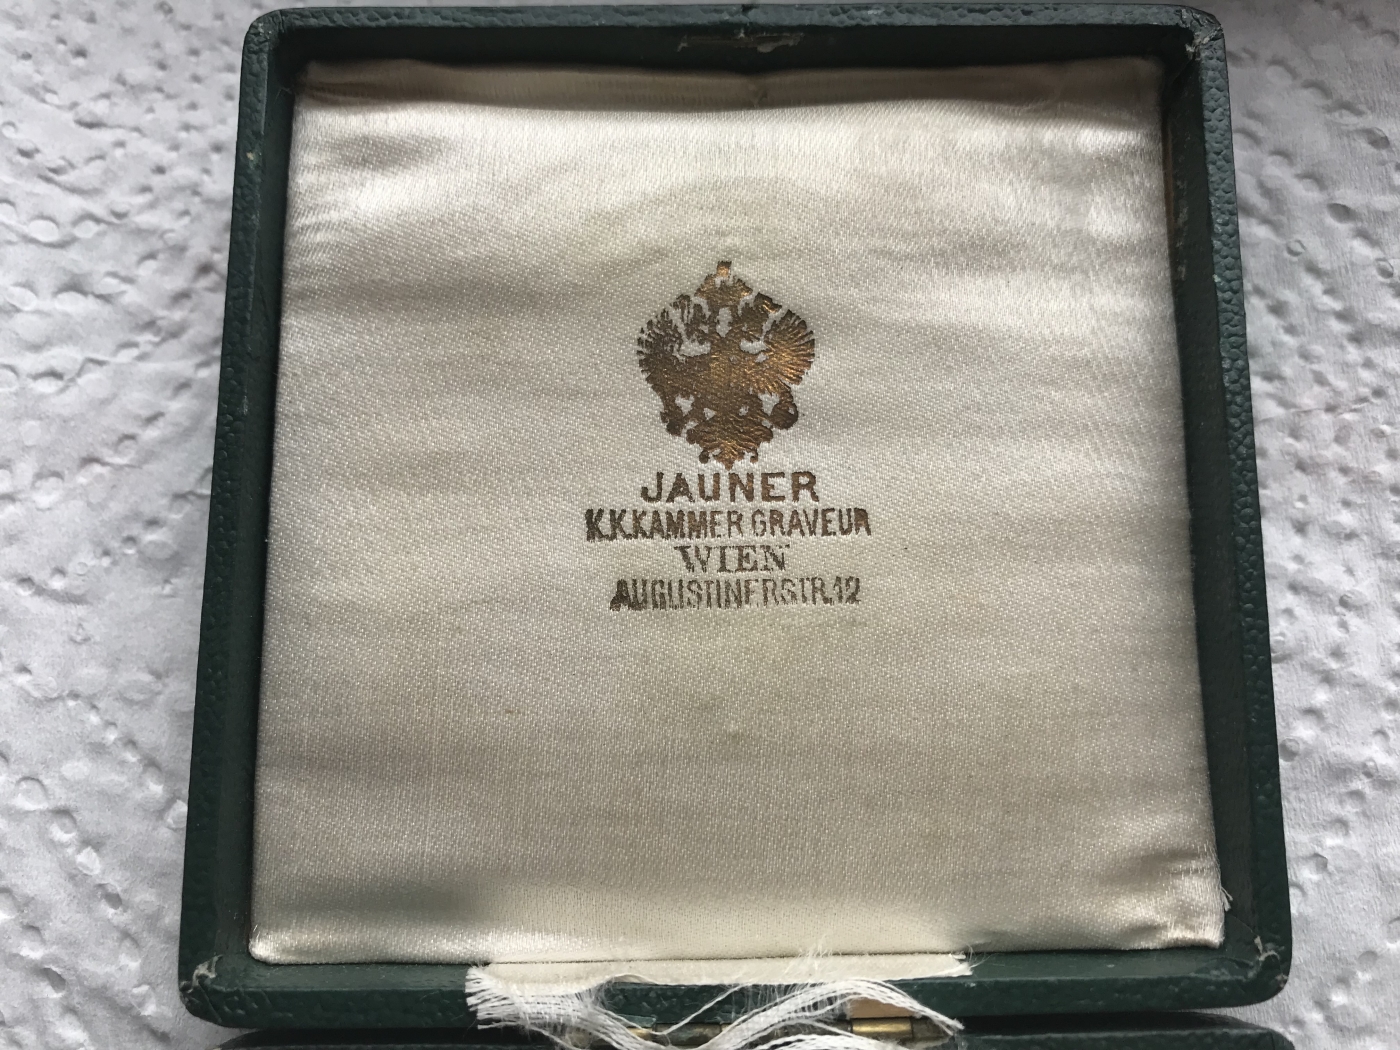 JAUNER
K.K.KAMMER GRAVEUR
WIEN
AUGUSTINERSTR.12